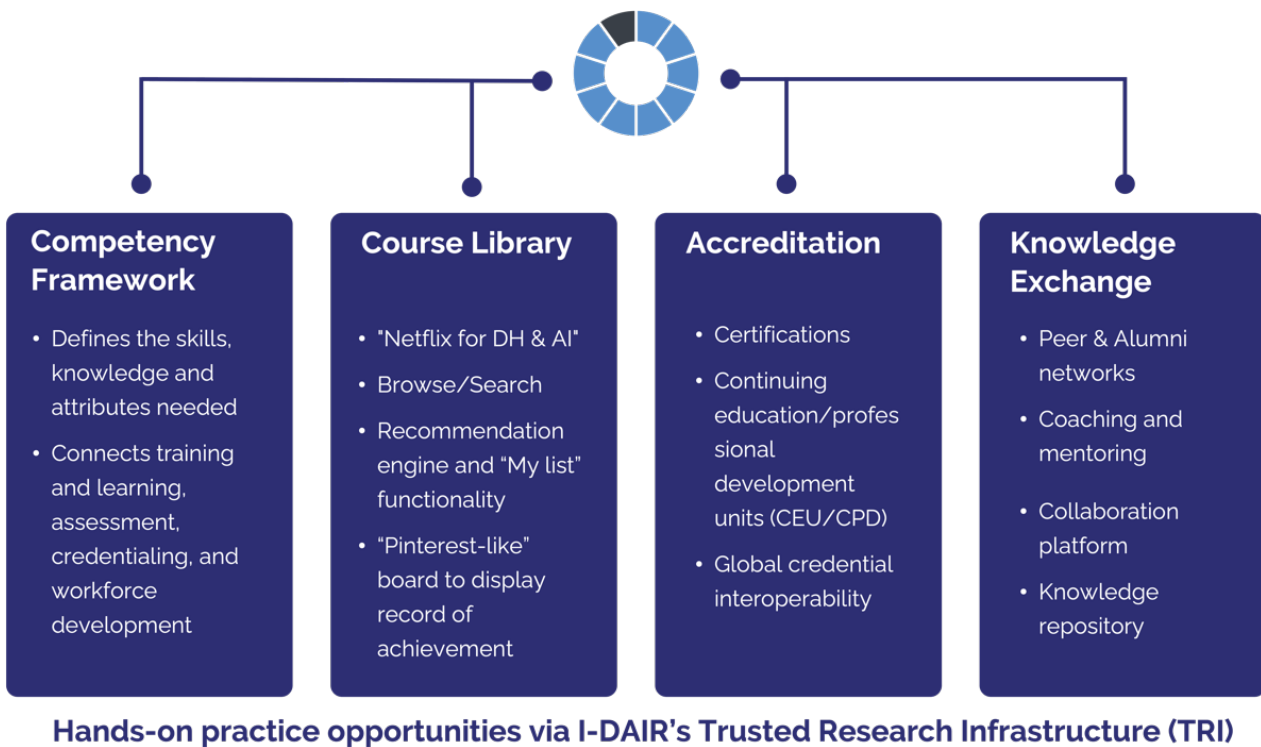 Competency
Framework
• Defines the skills,
knowledge and
attributes needed
• Connects training
and learning,
assessment,
credentialing, and
workforce
development
Course Library
• "Netflix for DH & AI"
• Browse/Search
• Recommendation
engine and “My list”
functionality
• “Pinterest-like”
board to display
record of
achievement
Accreditation
• Certifications
• Continuing
education/profes
sional
development
units (CEU/CPD)
• Global credential
interoperability
Knowledge
Exchange
• Peer & Alumni
networks
• Coaching and
mentoring
• Collaboration
platform
• Knowledge
repository
Hands-on practice opportunities via I-DAIR’s Trusted Research Infrastructure (TRI)